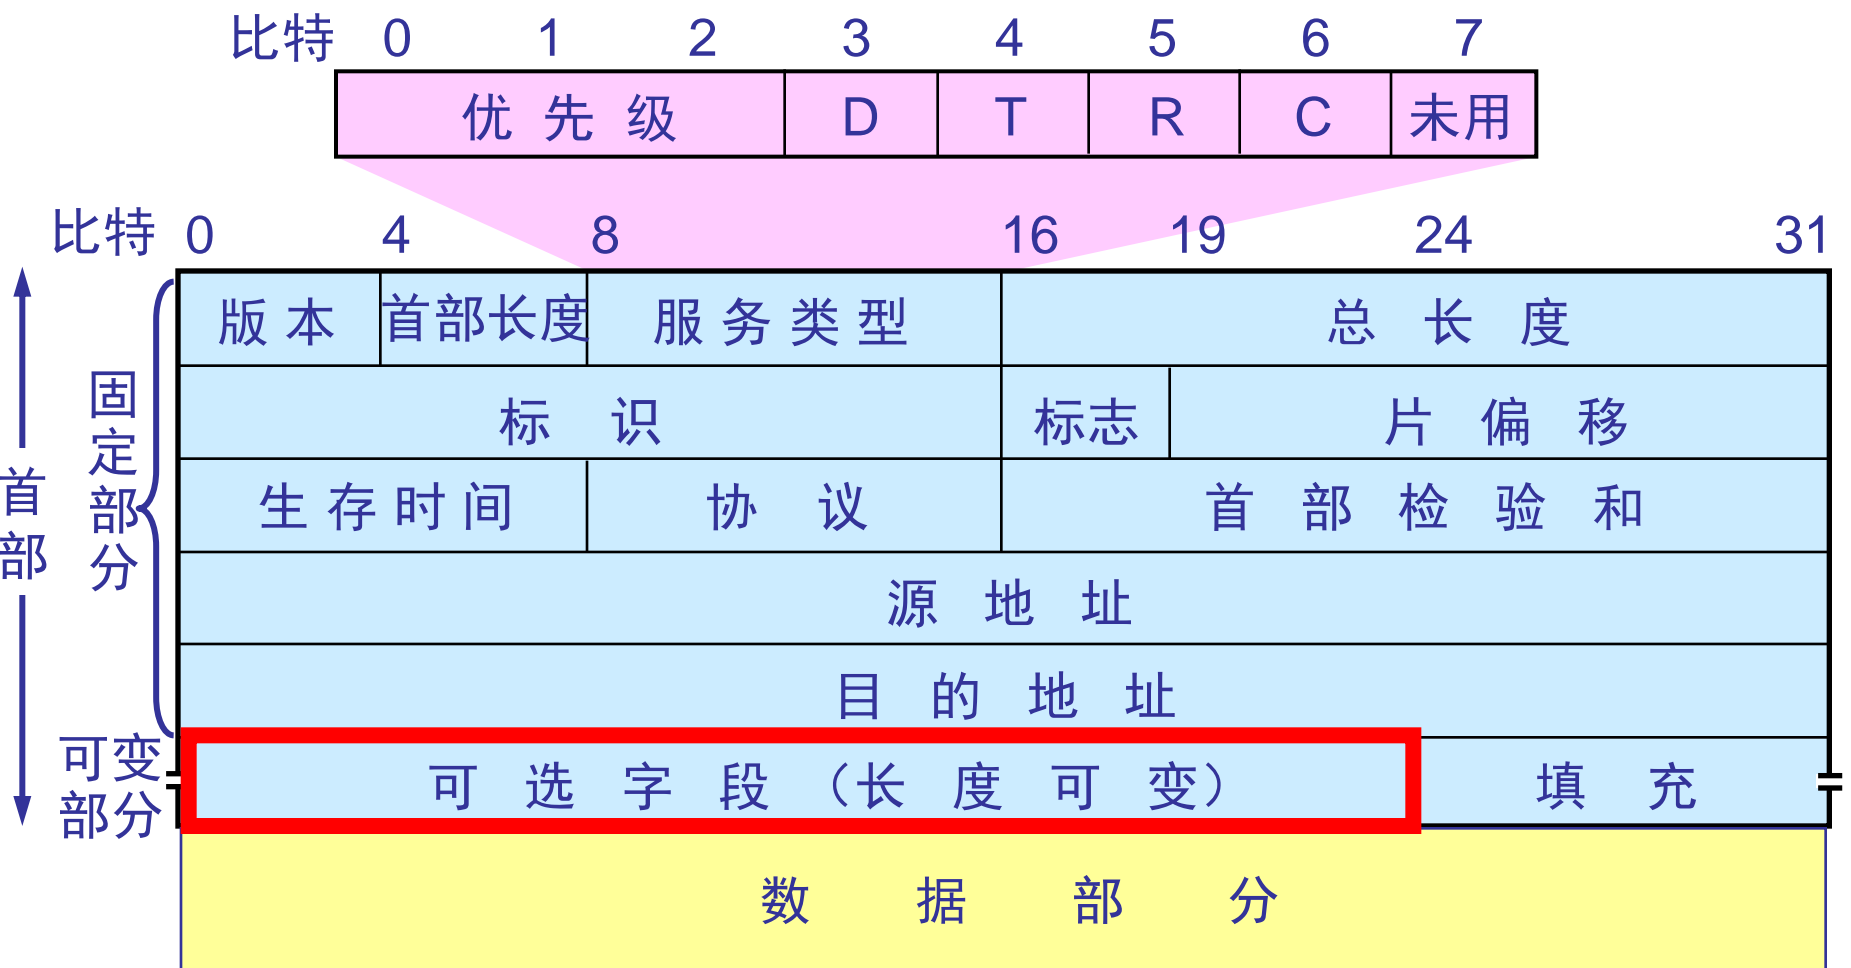 比特 0 1 2 3 4 5 6 7
优先级 D T R C 未用
比特 0 4 8 16 19 24 31
版本 首部长度 服务类型 总长度
标识 标志 片偏移
生存时间 协议 首部检验和
源地址
目的地址
可选字段（长度可变） 填充
数据部分
首部
固定部分
可变
部分